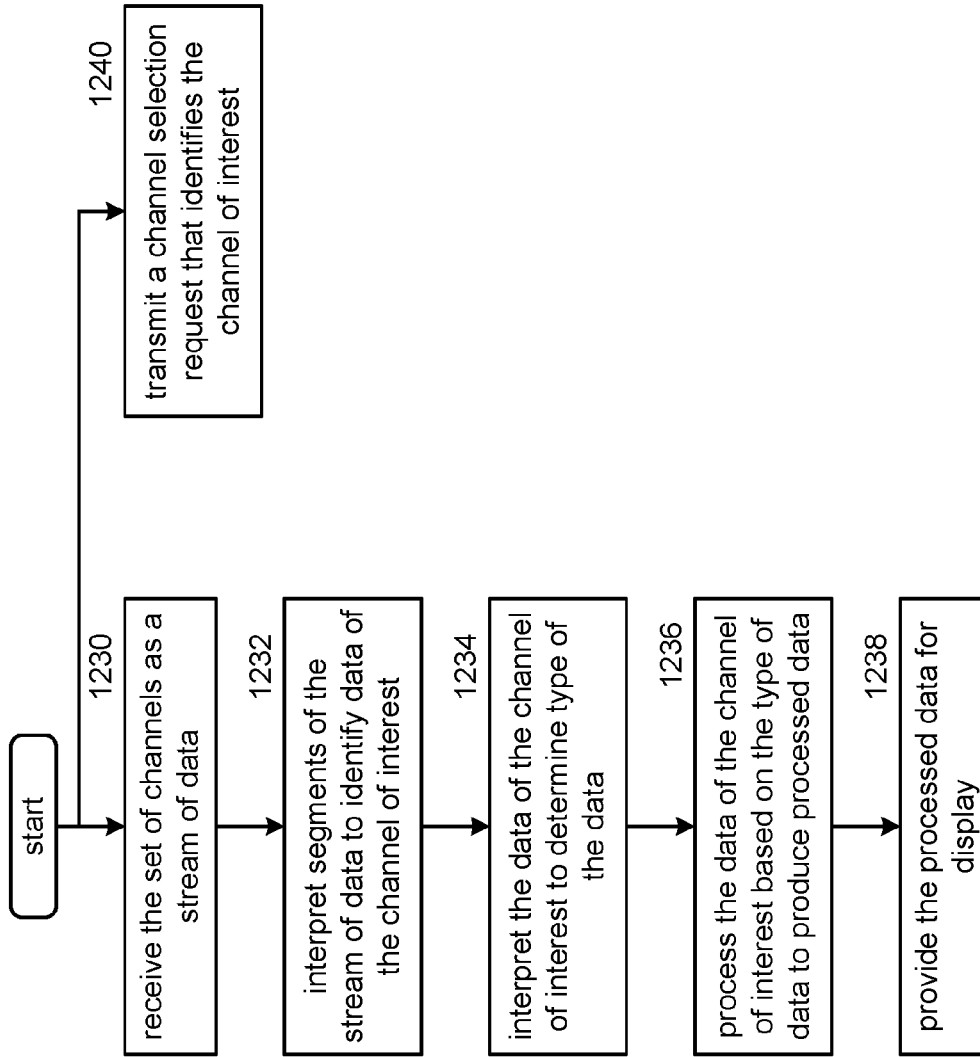 start
1230
receive the set of channels as a
stream of data
1232
interpret segments of the
stream of data to identify data of
the channel of interest
1234
interpret the data of the channel
of interest to determine type of
the data
1236
process the data of the channel
of interest based on the type of
data to produce processed data
1238
provide the processed data for
display
1240
transmit a channel selection
request that identifies the
channel of interest